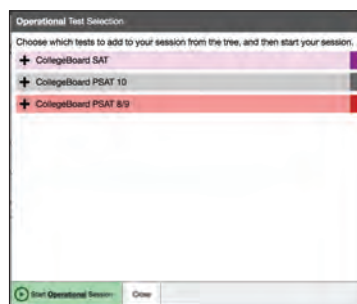 Operational Test Selection
Choose which tests to add to your session from the tree, and then start your session.
+ CollegeBoard SAT
+ CollegeBoard PSAT 10
+ CollegeBoard PSAT 8/9
Start Operational Session Close